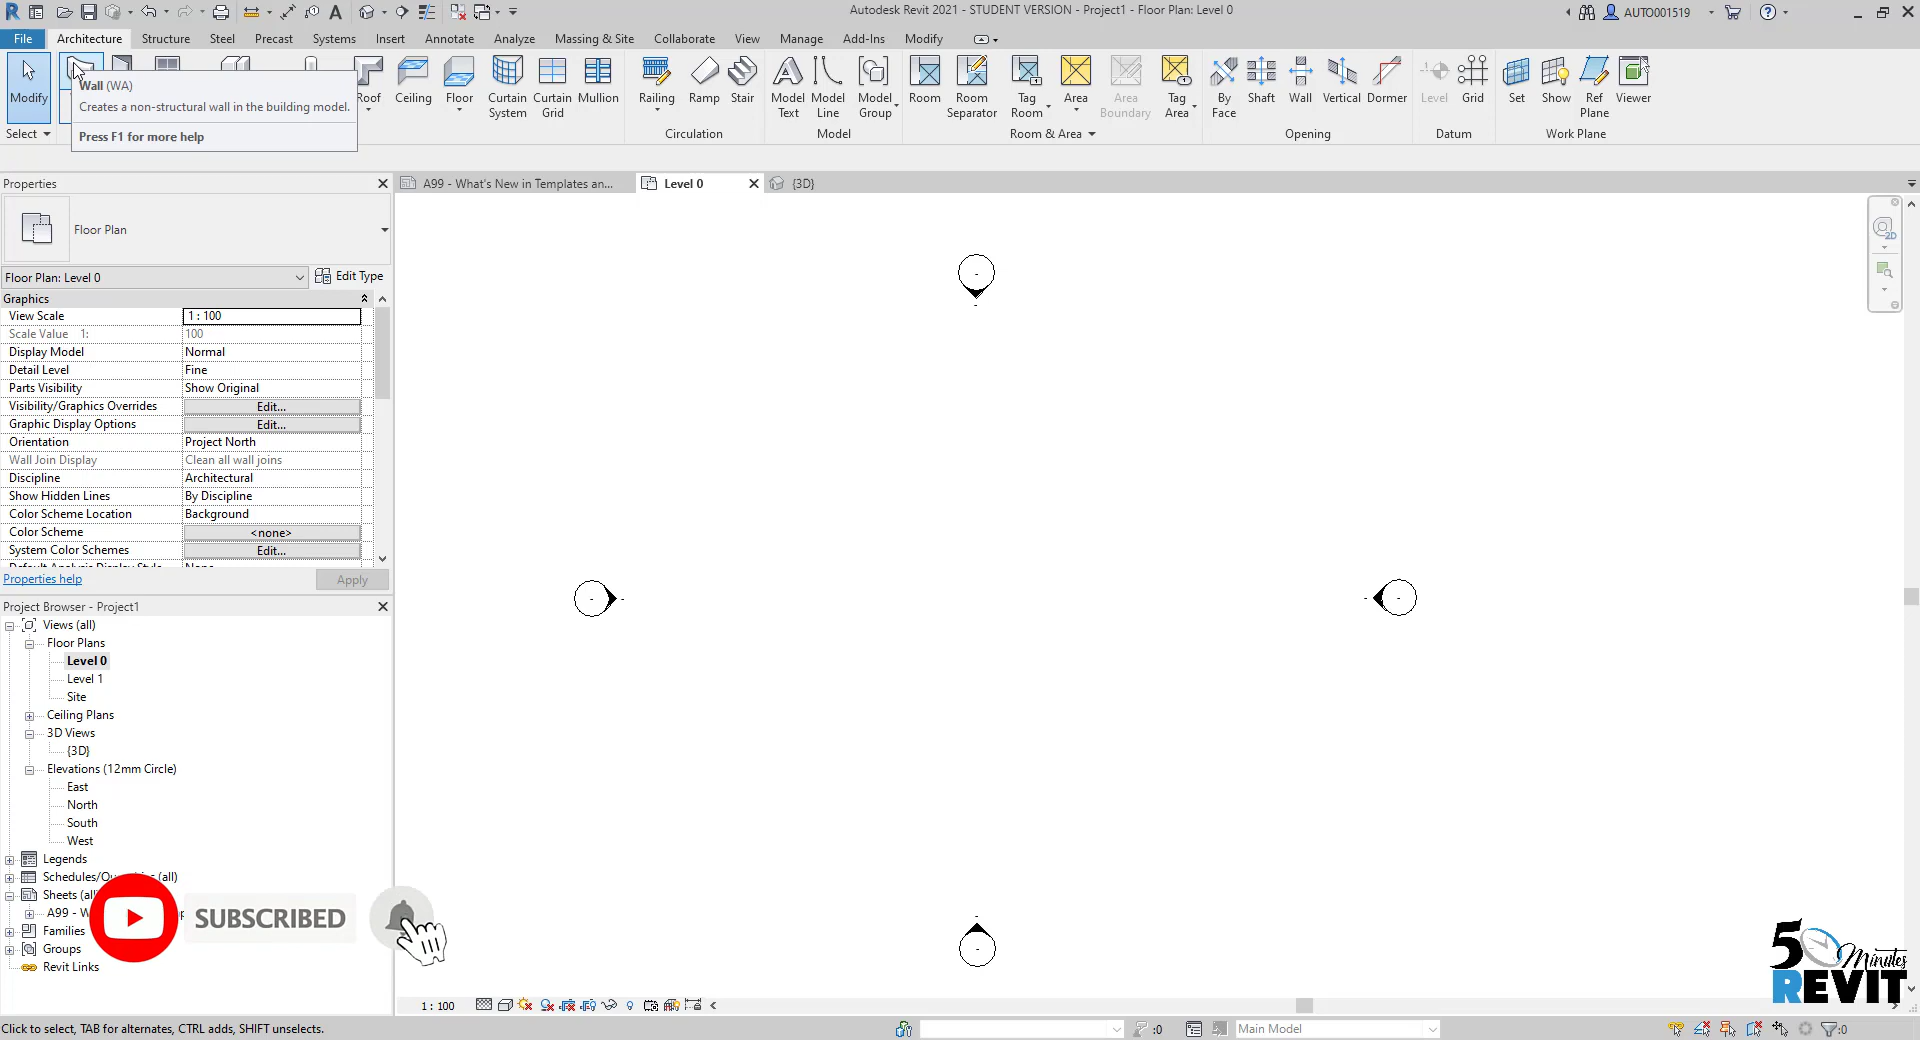 Autodesk Revit 2021 - STUDENT VERSION - Project1 - Floor Plan: Level 0
AUTO001519
File Architecture Structure Steel Precast Systems Insert Annotate Analyze Massing & Site Collaborate View Manage Add-Ins Modify
Modify
Wall (WA)
Creates a non-structural wall in the building model.
Press F1 for more help
Roof Ceiling Floor Curtain System Curtain Grid Mullion Railing Ramp Stair Model Text Model Line Model Group Room Room Separator Tag Room Area Area Boundary Tag Area By Face Shaft Wall Vertical Dormer Level Grid Set Show Ref Plane Viewer
Select Circulation Model Room & Area Opening Datum Work Plane
Properties
A99 - What's New in Templates an... Level 0 {3D}
Floor Plan
Floor Plan: Level 0 Edit Type
Graphics
View Scale 1 : 100
Scale Value 1: 100
Display Model Normal
Detail Level Fine
Parts Visibility Show Original
Visibility/Graphics Overrides Edit...
Graphic Display Options Edit...
Orientation Project North
Wall Join Display Clean all wall joins
Discipline Architectural
Show Hidden Lines By Discipline
Color Scheme Location Background
Color Scheme <none>
System Color Schemes Edit...
Properties help Apply
Project Browser - Project1
Views (all)
Floor Plans
Level 0
Level 1
Site
Ceiling Plans
3D Views
{3D}
Elevations (12mm Circle)
East
North
South
West
Legends
Sheets
A99 -
Families
Groups
Revit Links
SUBSCRIBED
2D
5 Minutes
REVIT
1 : 100
Click to select, TAB for alternates, CTRL adds, SHIFT unselects.
:0
Main Model
:0